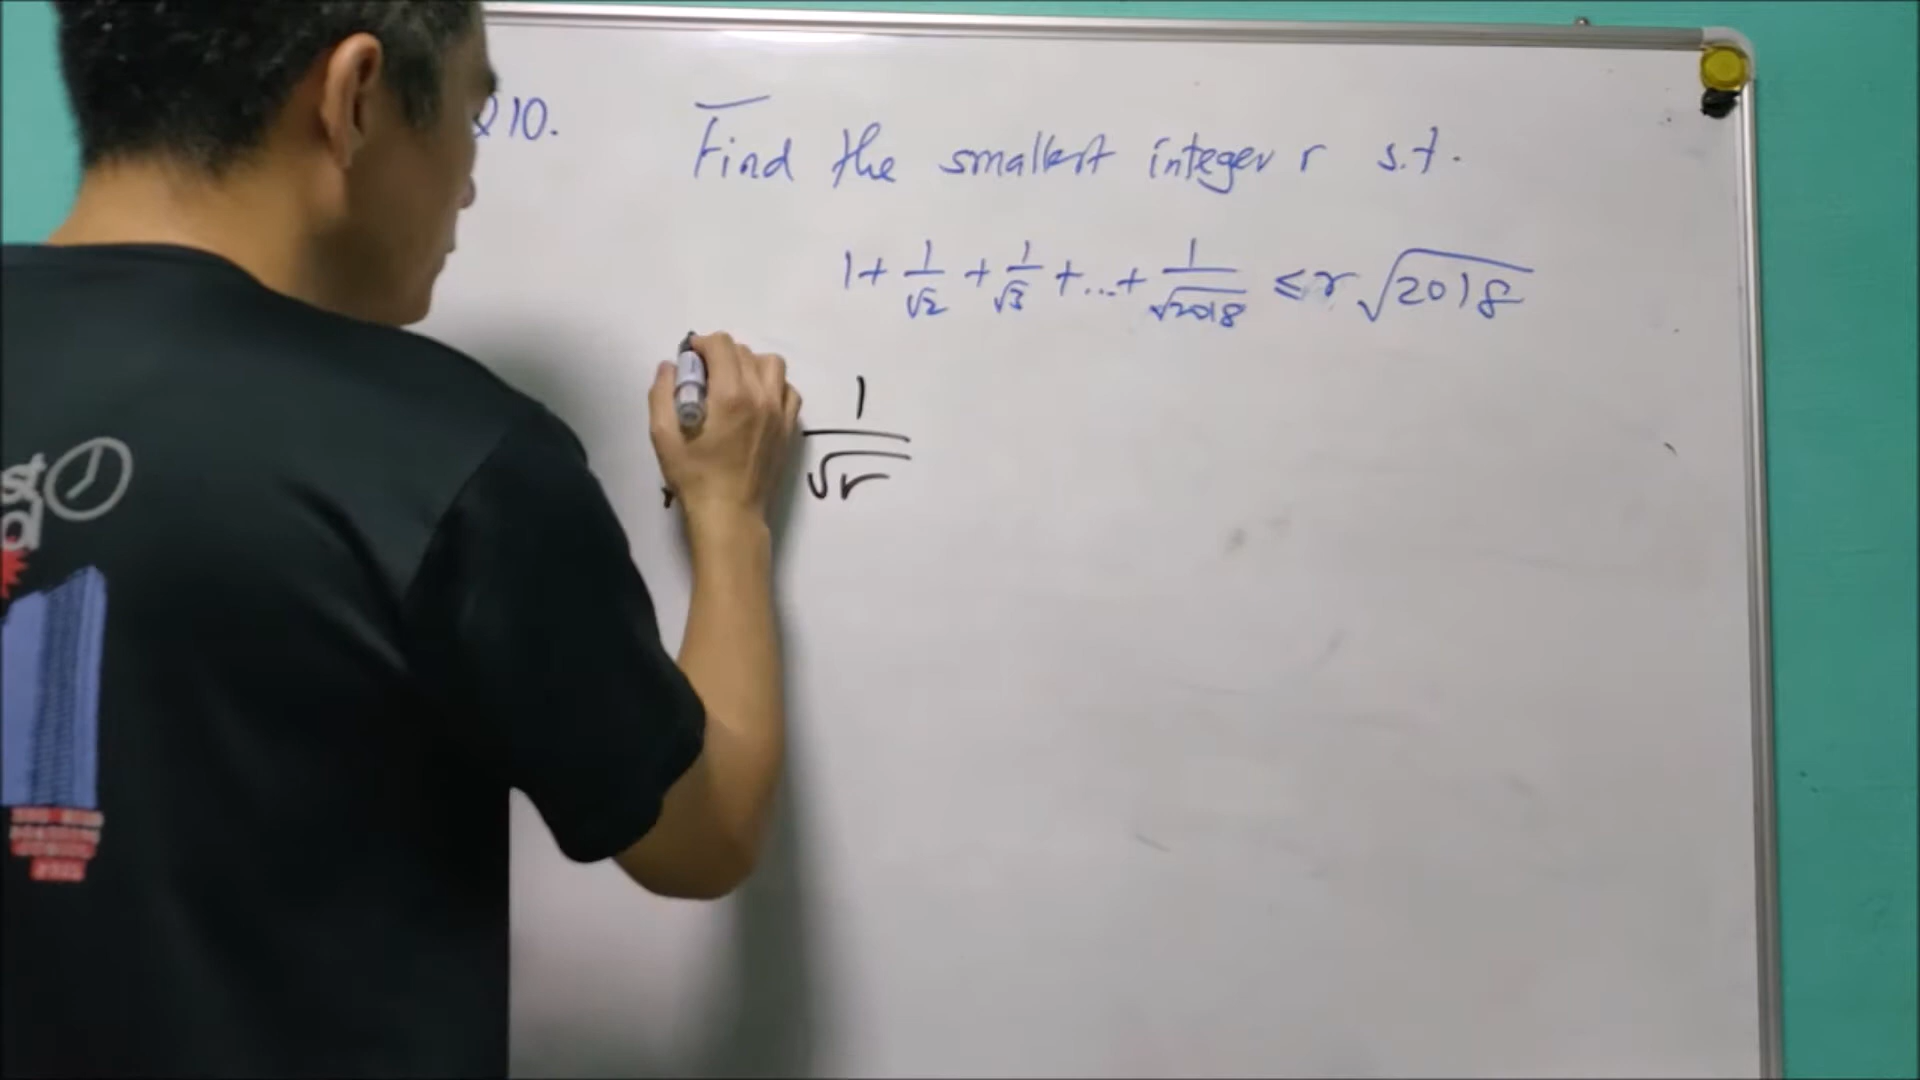 Q10. Find the smallest integer r s.t.
1 + 1/√2 + 1/√3 + ... + 1/√2018 ≤ r √2018
1/√r